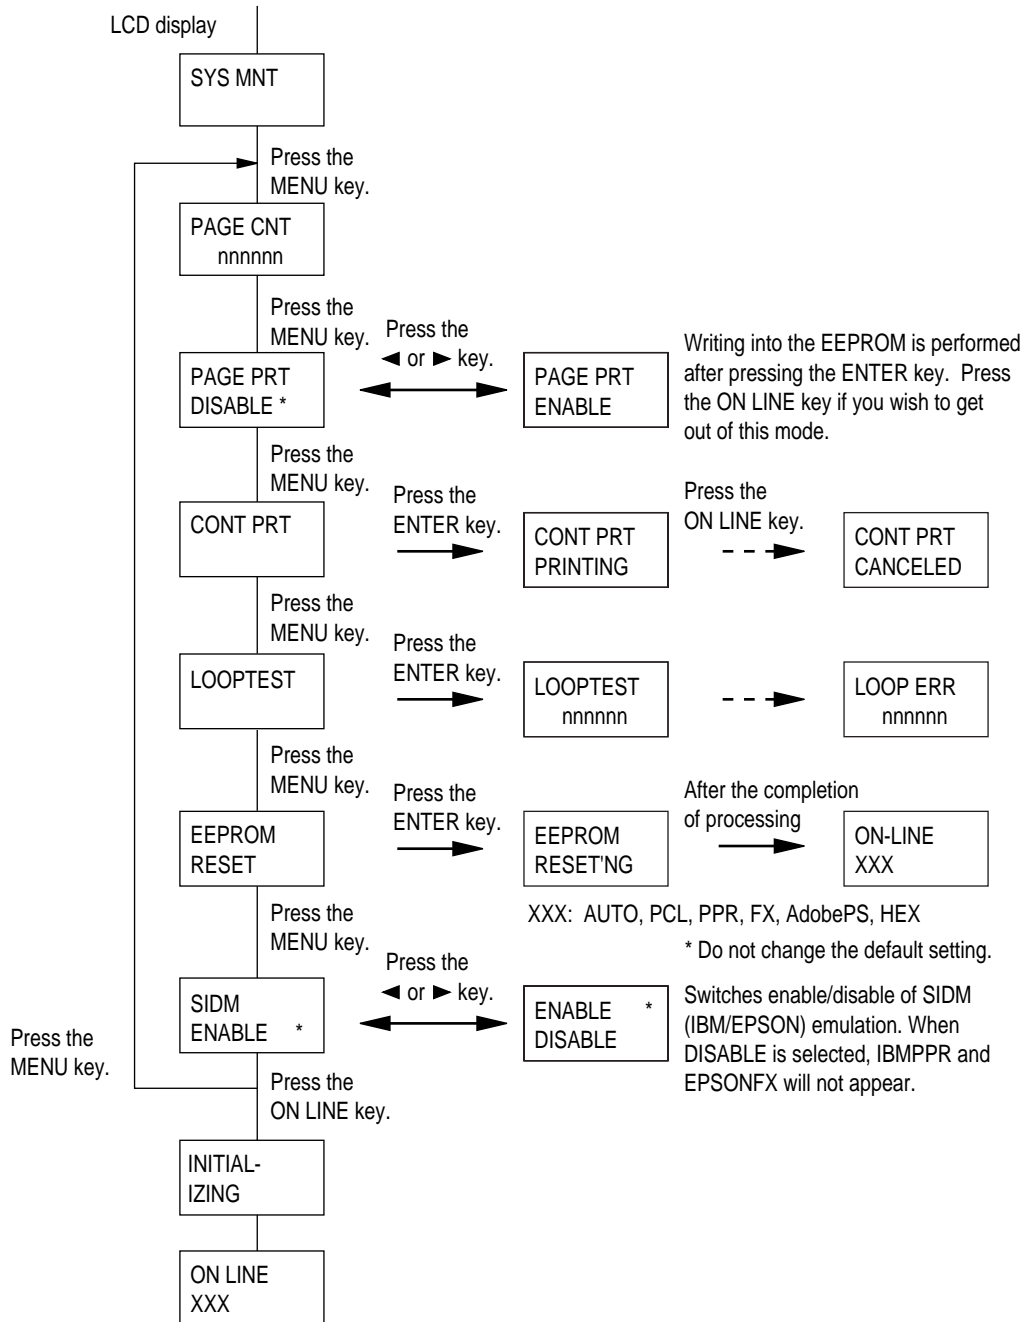 LCD display
SYS MNT
Press the
MENU key.
PAGE CNT
nnnnnn
Press the
MENU key.
PAGE PRT
DISABLE *
Press the
◄ or ► key.
PAGE PRT
ENABLE
Writing into the EEPROM is performed
after pressing the ENTER key.  Press
the ON LINE key if you wish to get
out of this mode.
Press the
MENU key.
CONT PRT
Press the
ENTER key.
CONT PRT
PRINTING
Press the
ON LINE key.
CONT PRT
CANCELED
Press the
MENU key.
LOOPTEST
Press the
ENTER key.
LOOPTEST
nnnnnn
LOOP ERR
nnnnnn
Press the
MENU key.
EEPROM
RESET
Press the
ENTER key.
EEPROM
RESET'NG
After the completion
of processing
ON-LINE
XXX
XXX:  AUTO, PCL, PPR, FX, AdobePS, HEX
* Do not change the default setting.
Press the
MENU key.
SIDM
ENABLE *
Press the
◄ or ► key.
ENABLE *
DISABLE
Switches enable/disable of SIDM
(IBM/EPSON) emulation. When
DISABLE is selected, IBMPPR and
EPSONFX will not appear.
Press the
MENU key.
Press the
ON LINE key.
INITIAL-
IZING
ON LINE
XXX